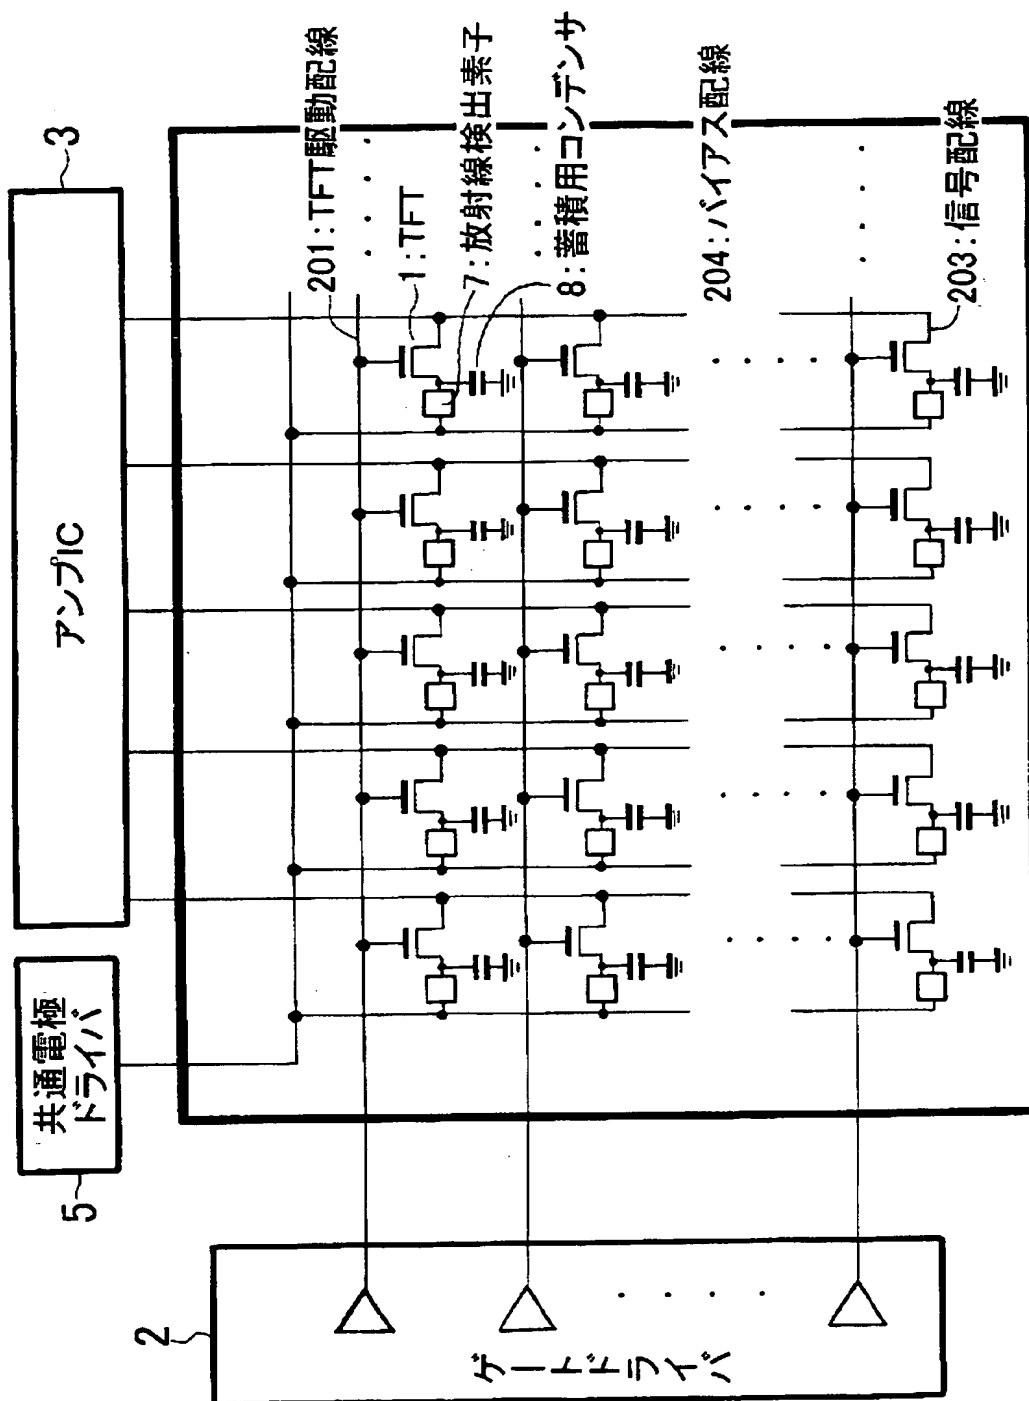 3
アンプIC
5
共通電極
ドライバ
2
ゲートドライバ
201:TFT駆動配線
1:TFT
7:放射線検出素子
8:蓄積用コンデンサ
204:バイアス配線
203:信号配線